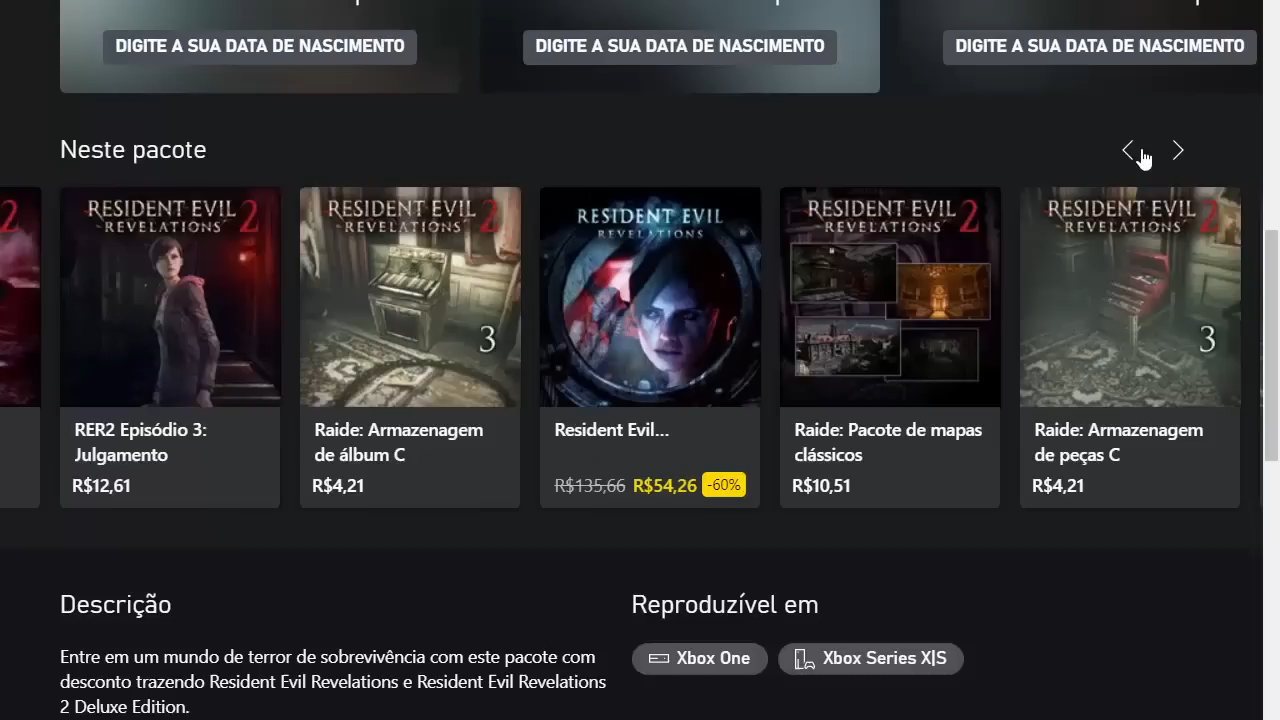 DIGITE A SUA DATA DE NASCIMENTO
DIGITE A SUA DATA DE NASCIMENTO
DIGITE A SUA DATA DE NASCIMENTO
Neste pacote
2
RESIDENT EVIL 2
REVELATIONS
RER2 Episódio 3:
Julgamento
R$12,61
RESIDENT EVIL 2
REVELATIONS
3
Raide: Armazenagem
de álbum C
R$4,21
RESIDENT EVIL
REVELATIONS
Resident Evil...
R$135,66 R$54,26 -60%
RESIDENT EVIL 2
REVELATIONS
Raide: Pacote de mapas
clássicos
R$10,51
RESIDENT EVIL 2
REVELATIONS
3
Raide: Armazenagem
de peças C
R$4,21
Descrição
Entre em um mundo de terror de sobrevivência com este pacote com
desconto trazendo Resident Evil Revelations e Resident Evil Revelations
2 Deluxe Edition.
Reproduzível em
Xbox One
Xbox Series X|S